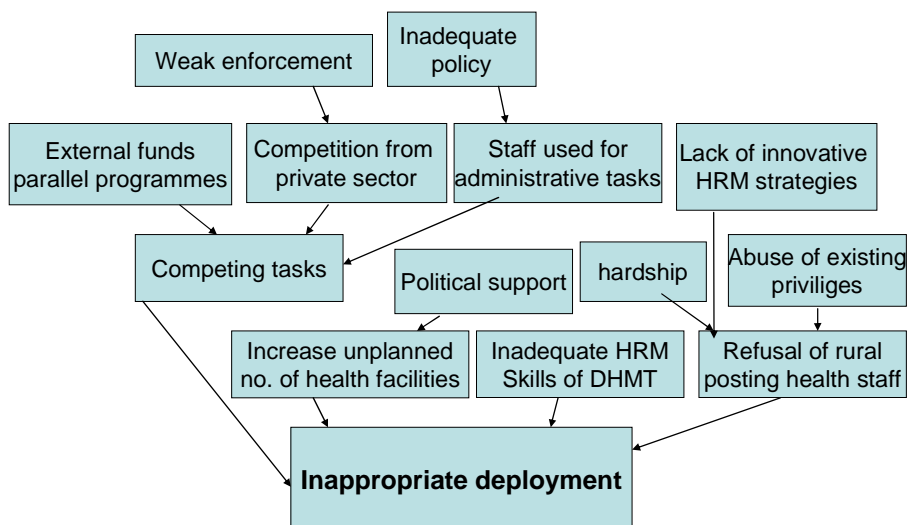 Weak enforcement
Inadequate
policy
External funds
parallel programmes
Competition from
private sector
Staff used for
administrative tasks
Lack of innovative
HRM strategies
Competing tasks
Political support
hardship
Abuse of existing
priviliges
Increase unplanned
no. of health facilities
Inadequate HRM
Skills of DHMT
Refusal of rural
posting health staff
Inappropriate deployment